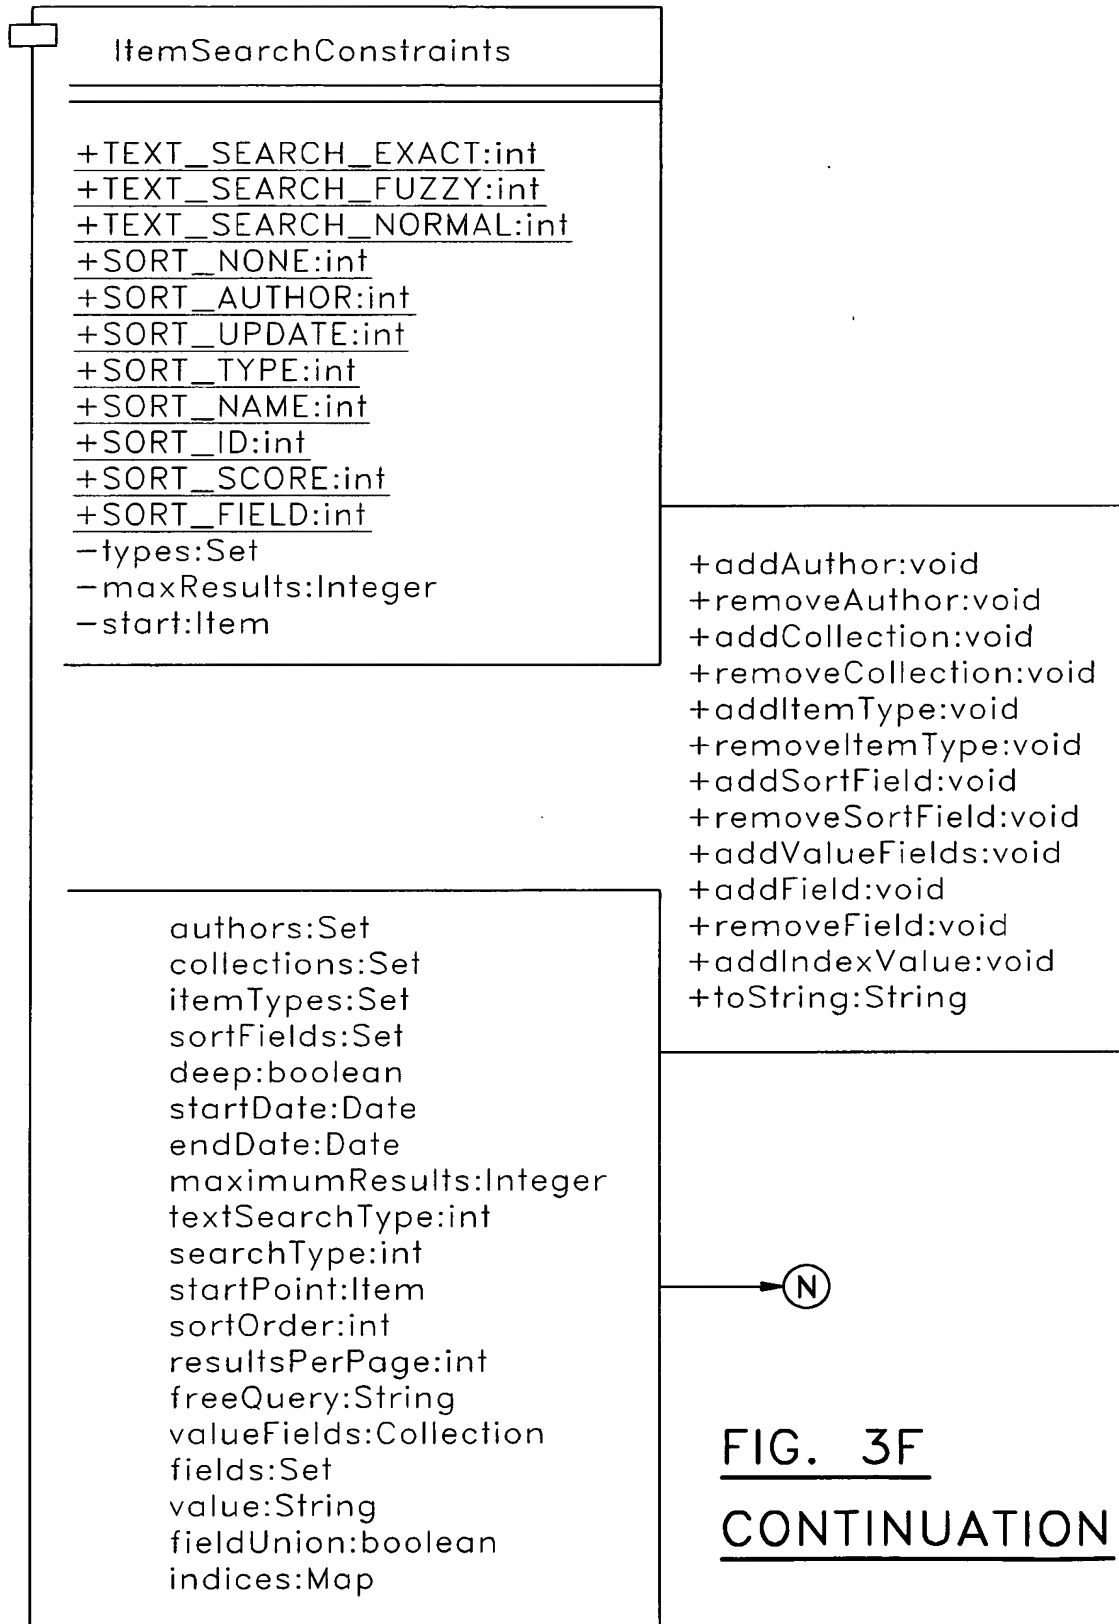 ItemSearchConstraints
+TEXT_SEARCH_EXACT:int
+TEXT_SEARCH_FUZZY:int
+TEXT_SEARCH_NORMAL:int
+SORT_NONE:int
+SORT_AUTHOR:int
+SORT_UPDATE:int
+SORT_TYPE:int
+SORT_NAME:int
+SORT_ID:int
+SORT_SCORE:int
+SORT_FIELD:int
-types:Set
-maxResults:Integer
-start:Item
+addAuthor:void
+removeAuthor:void
+addCollection:void
+removeCollection:void
+addItemType:void
+removeItemType:void
+addSortField:void
+removeSortField:void
+addValueFields:void
+addField:void
+removeField:void
+addIndexValue:void
+toString:String
authors:Set
collections:Set
itemTypes:Set
sortFields:Set
deep:boolean
startDate:Date
endDate:Date
maximumResults:Integer
textSearchType:int
searchType:int
startPoint:Item
sortOrder:int
resultsPerPage:int
freeQuery:String
valueFields:Collection
fields:Set
value:String
fieldUnion:boolean
indices:Map
N
FIG. 3F
CONTINUATION